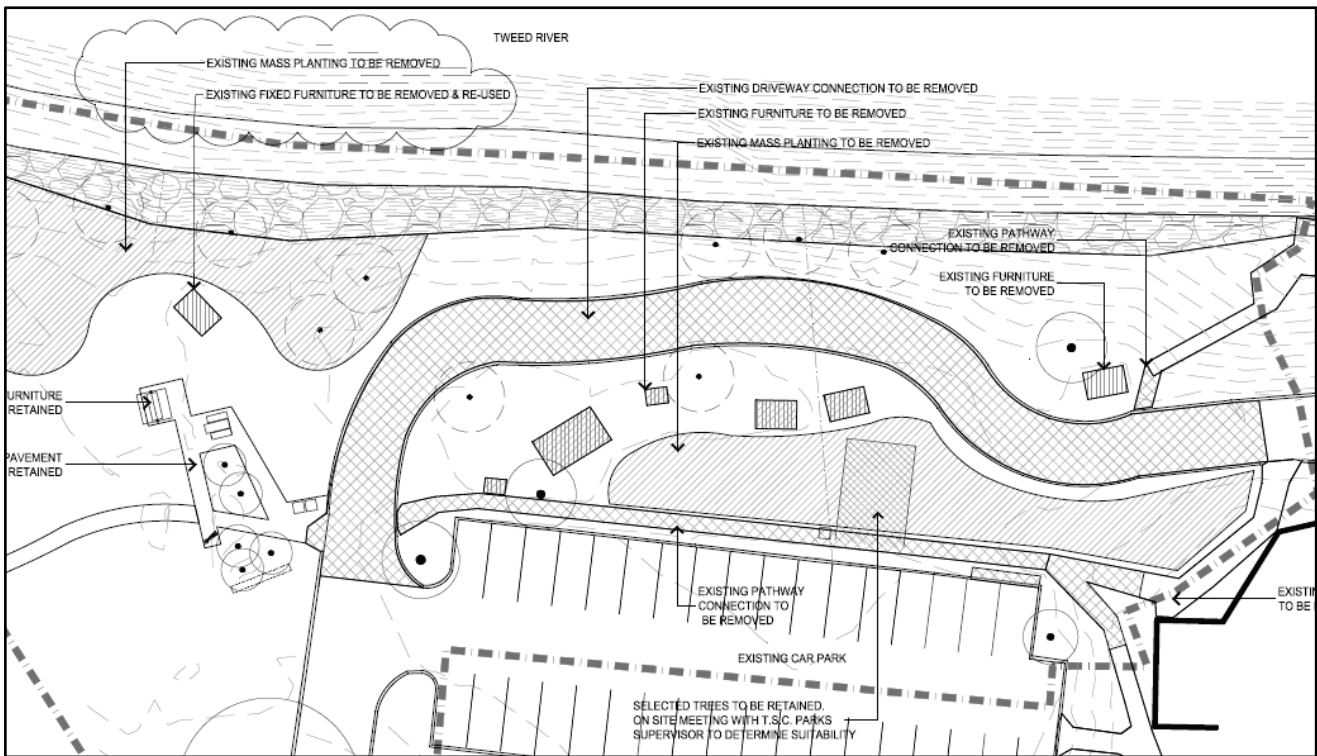 TWEED RIVER
EXISTING MASS PLANTING TO BE REMOVED
EXISTING FIXED FURNITURE TO BE REMOVED & RE-USED
EXISTING DRIVEWAY CONNECTION TO BE REMOVED
EXISTING FURNITURE TO BE REMOVED
EXISTING MASS PLANTING TO BE REMOVED
EXISTING PATHWAY
CONNECTION TO BE REMOVED
EXISTING FURNITURE
TO BE REMOVED
URNITURE
RETAINED
PAVEMENT
RETAINED
EXISTING PATHWAY
CONNECTION TO
BE REMOVED
EXISTIN
TO BE
EXISTING CAR PARK
SELECTED TREES TO BE RETAINED.
ON SITE MEETING WITH T.S.C. PARKS
SUPERVISOR TO DETERMINE SUITABILITY